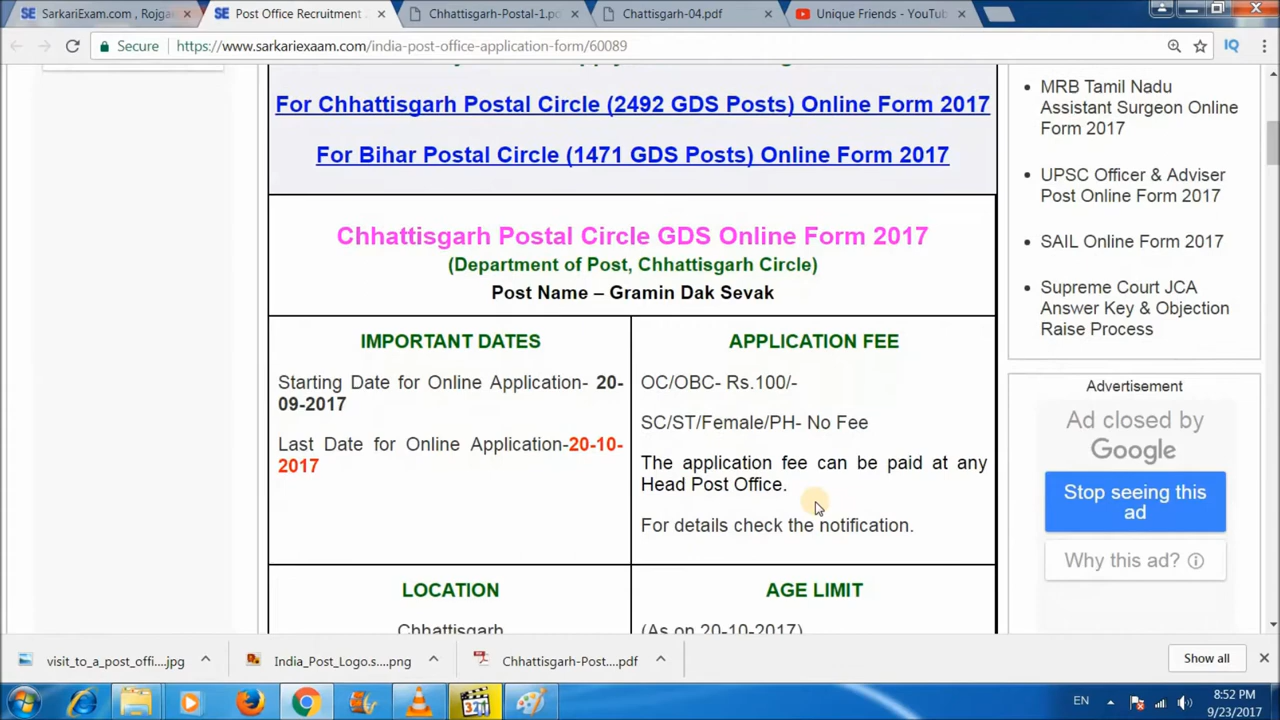 SarkariExam.com , Rojga
Post Office Recruitment
Chhattisgarh-Postal-1.pd
Chattisgarh-04.pdf
Unique Friends - YouTub
Secure
https://www.sarkariexaam.com/india-post-office-application-form/60089
For Chhattisgarh Postal Circle (2492 GDS Posts) Online Form 2017
For Bihar Postal Circle (1471 GDS Posts) Online Form 2017
Chhattisgarh Postal Circle GDS Online Form 2017
(Department of Post, Chhattisgarh Circle)
Post Name – Gramin Dak Sevak
IMPORTANT DATES
Starting Date for Online Application- 20-
09-2017
Last Date for Online Application-20-10-
2017
APPLICATION FEE
OC/OBC- Rs.100/-
SC/ST/Female/PH- No Fee
The application fee can be paid at any
Head Post Office.
For details check the notification.
LOCATION
Chhattisgarh
AGE LIMIT
(As on 20-10-2017)
MRB Tamil Nadu
Assistant Surgeon Online
Form 2017
UPSC Officer & Adviser
Post Online Form 2017
SAIL Online Form 2017
Supreme Court JCA
Answer Key & Objection
Raise Process
Advertisement
Ad closed by
Google
Stop seeing this
ad
Why this ad?
visit_to_a_post_offi....jpg
India_Post_Logo.s....png
Chhattisgarh-Post....pdf
Show all
321
EN
8:52 PM
9/23/2017